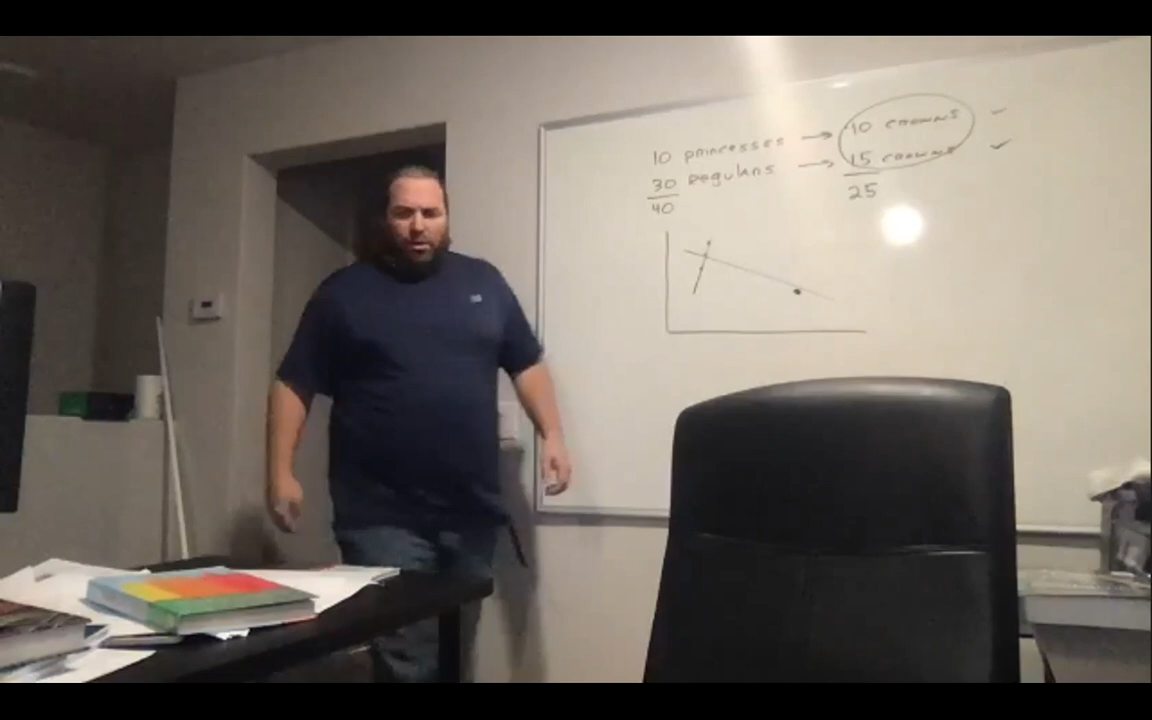 10 princesses → 10 crowns ✓
30 Regulars → 15 crowns ✓
40 25